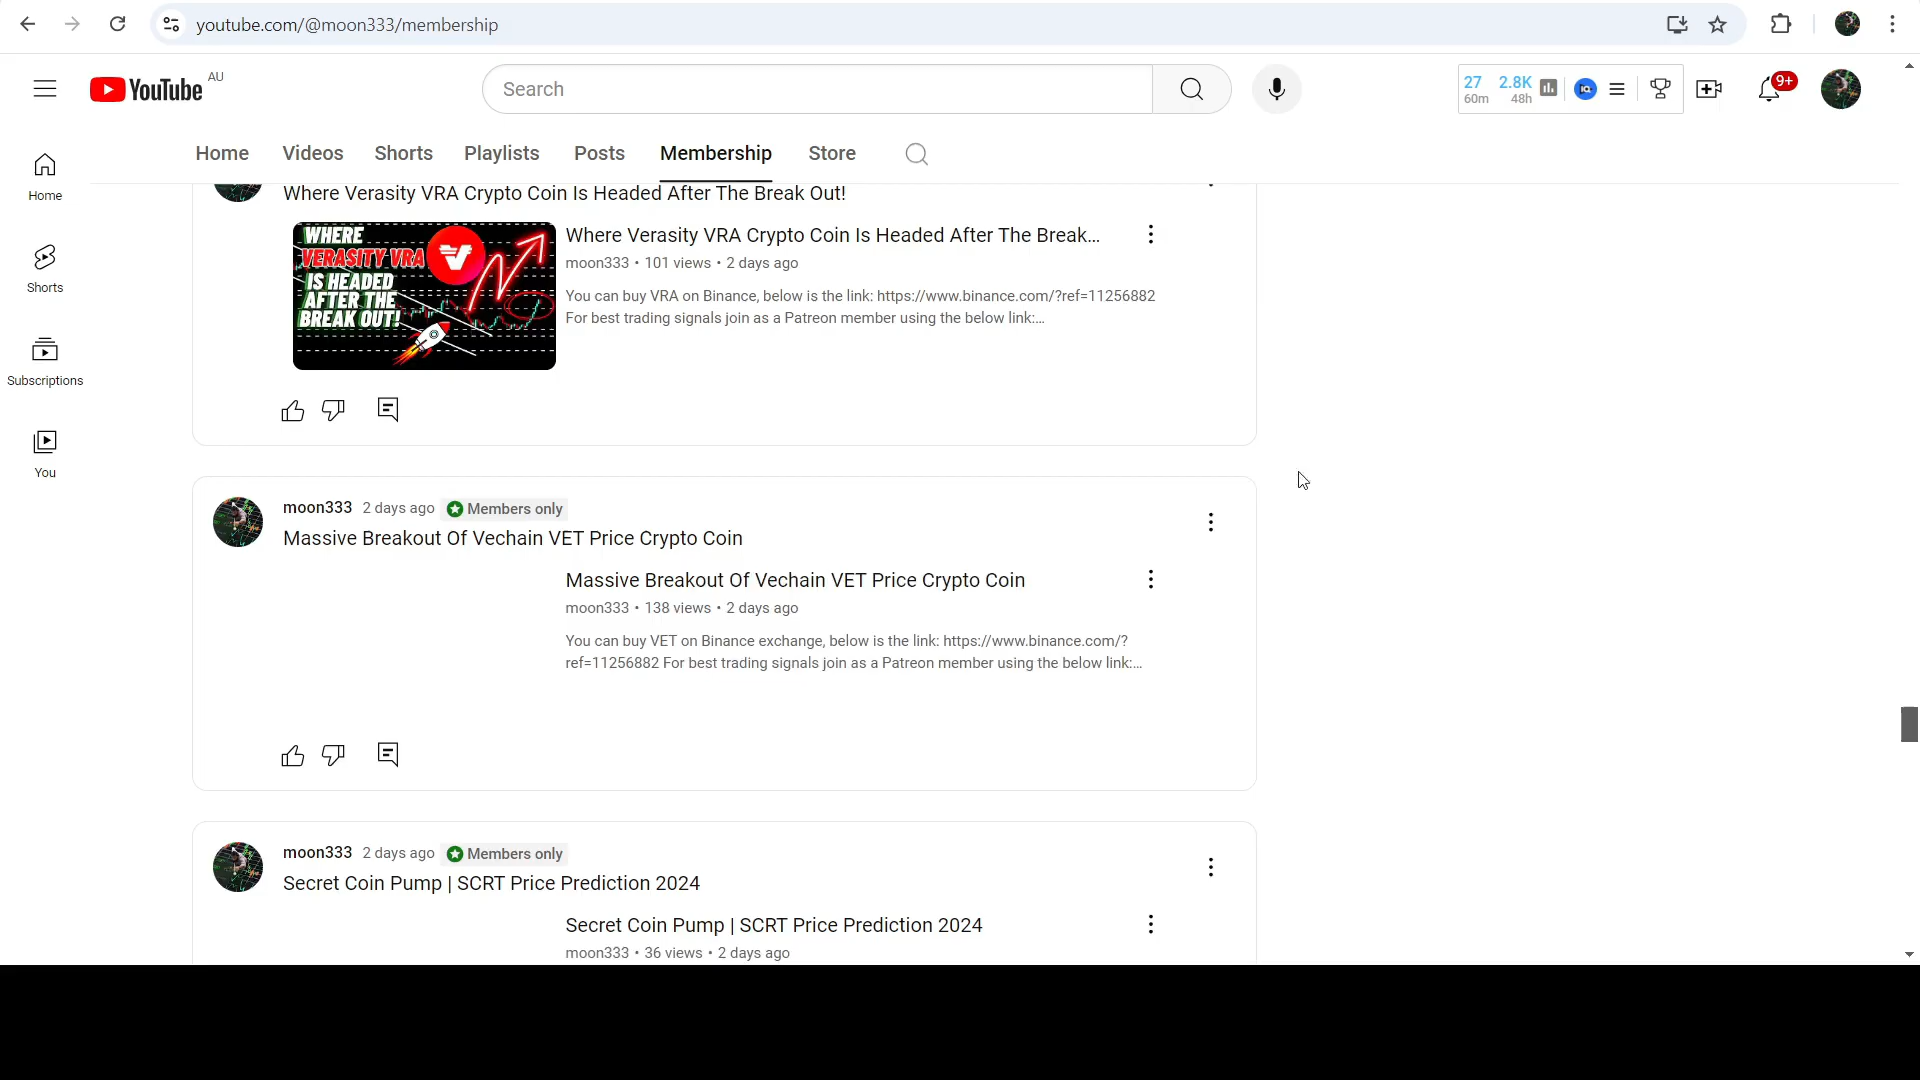 youtube.com/@moon333/membership
YouTube AU
Search
27 2.8K
60m 48h
9+
Home Videos Shorts Playlists Posts Membership Store
Home
Shorts
Subscriptions
You
Where Verasity VRA Crypto Coin Is Headed After The Break Out!
WHERE
VERASITY VRA
IS HEADED
AFTER THE
BREAK OUT!
Where Verasity VRA Crypto Coin Is Headed After The Break...
moon333 • 101 views • 2 days ago
You can buy VRA on Binance, below is the link: https://www.binance.com/?ref=11256882
For best trading signals join as a Patreon member using the below link:...
moon333 2 days ago Members only
Massive Breakout Of Vechain VET Price Crypto Coin
Massive Breakout Of Vechain VET Price Crypto Coin
moon333 • 138 views • 2 days ago
You can buy VET on Binance exchange, below is the link: https://www.binance.com/?
ref=11256882 For best trading signals join as a Patreon member using the below link:...
moon333 2 days ago Members only
Secret Coin Pump | SCRT Price Prediction 2024
Secret Coin Pump | SCRT Price Prediction 2024
moon333 • 36 views • 2 days ago